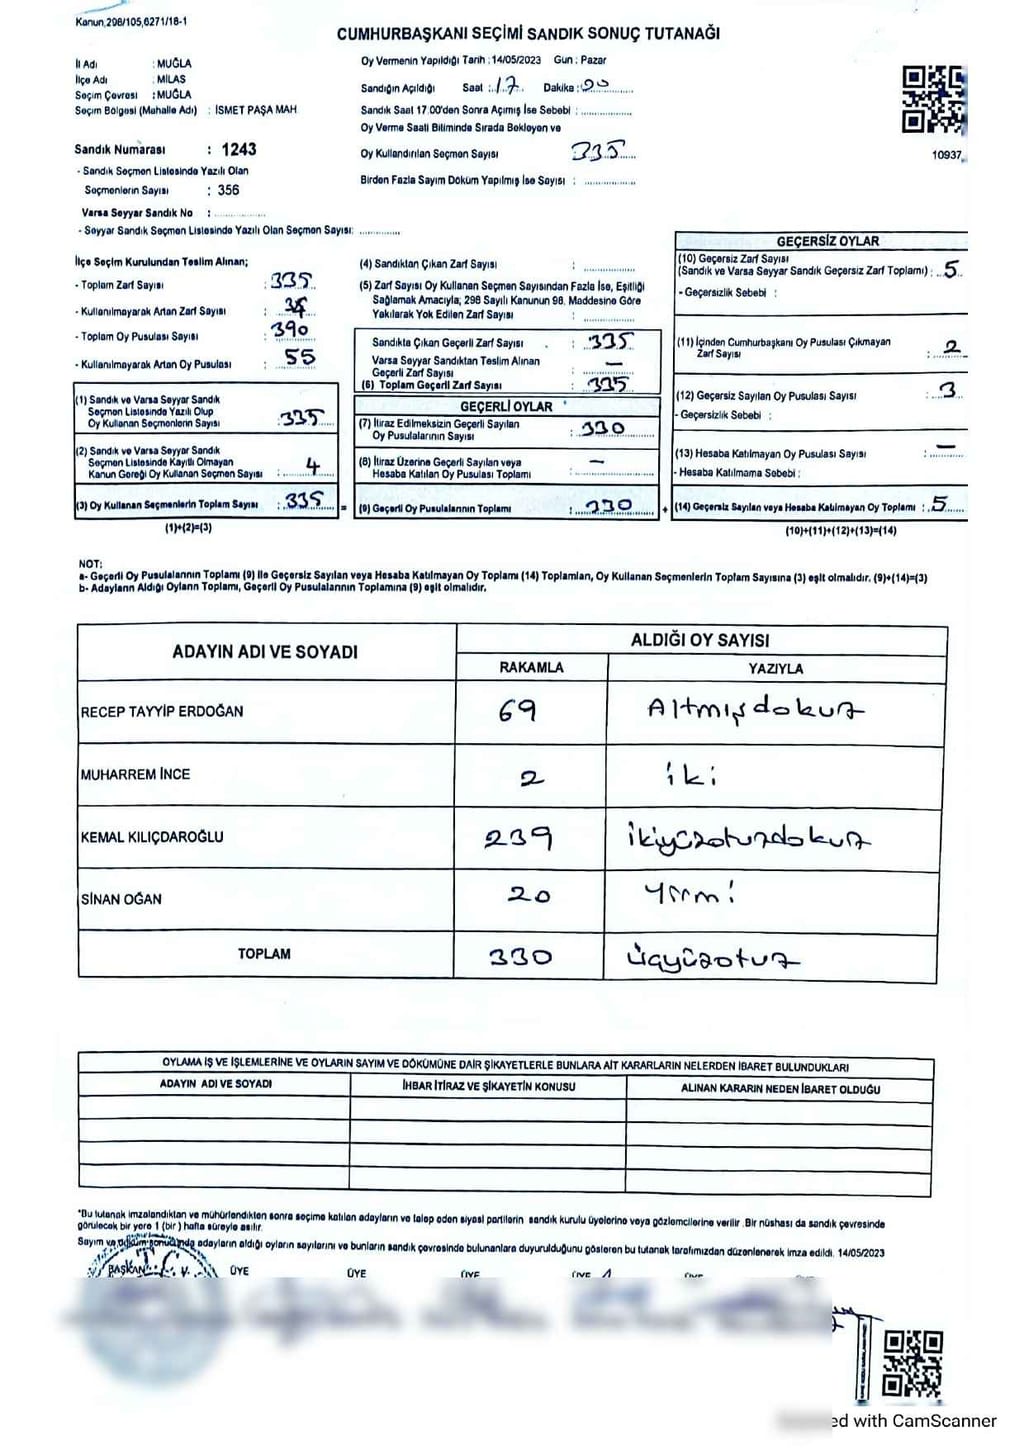 Kanun,298/105,6271/18-1
CUMHURBAŞKANI SEÇİMİ SANDIK SONUÇ TUTANAĞI
İl Adı : MUĞLA
İlçe Adı : MİLAS
Seçim Çevresi : MUĞLA
Seçim Bölgesi (Mahalle Adı) : İSMET PAŞA MAH
Sandık Numarası : 1243
- Sandık Seçmen Listesinde Yazılı Olan
Seçmenlerin Sayısı : 356
Varsa Seyyar Sandık No :
- Seyyar Sandık Seçmen Listesinde Yazılı Olan Seçmen Sayısı:
Oy Vermenin Yapıldığı Tarih : 14/05/2023 Gün : Pazar
Sandığın Açıldığı Saat : 17 Dakika : 00
Sandık Saat 17.00'den Sonra Açımış İse Sebebi :
Oy Verme Saati Bitiminde Sırada Bekleyen ve
Oy Kullandırılan Seçmen Sayısı 335
Birden Fazla Sayım Döküm Yapılmış İse Sayısı :
10937
İlçe Seçim Kurulundan Teslim Alınan;
- Toplam Zarf Sayısı : 335
- Kullanılmayarak Artan Zarf Sayısı :
- Toplam Oy Pusulası Sayısı : 390
- Kullanılmayarak Artan Oy Pusulası : 55
(1) Sandık ve Varsa Seyyar Sandık
Seçmen Listesinde Yazılı Olup
Oy Kullanan Seçmenlerin Sayısı : 335
(2) Sandık ve Varsa Seyyar Sandık
Seçmen Listesinde Kayıtlı Olmayan
Kanun Gereği Oy Kullanan Seçmen Sayısı : 4
(3) Oy Kullanan Seçmenlerin Toplam Sayısı : 335 =
(1)+(2)=(3)
(4) Sandıktan Çıkan Zarf Sayısı :
(5) Zarf Sayısı Oy Kullanan Seçmen Sayısından Fazla İse, Eşitliği
Sağlamak Amacıyla; 298 Sayılı Kanunun 98. Maddesine Göre
Yakılarak Yok Edilen Zarf Sayısı :
Sandıkta Çıkan Geçerli Zarf Sayısı : 335
Varsa Seyyar Sandıktan Teslim Alınan
Geçerli Zarf Sayısı : —
(6) Toplam Geçerli Zarf Sayısı : 335
GEÇERLİ OYLAR
(7) İtiraz Edilmeksizin Geçerli Sayılan
Oy Pusulalarının Sayısı : 330
(8) İtiraz Üzerine Geçerli Sayılan veya
Hesaba Katılan Oy Pusulası Toplamı : —
(9) Geçerli Oy Pusulalarının Toplamı : 330 +
GEÇERSİZ OYLAR
(10) Geçersiz Zarf Sayısı
(Sandık ve Varsa Seyyar Sandık Geçersiz Zarf Toplamı) : 5
- Geçersizlik Sebebi :
(11) İçinden Cumhurbaşkanı Oy Pusulası Çıkmayan
Zarf Sayısı : 2
(12) Geçersiz Sayılan Oy Pusulası Sayısı : 3
- Geçersizlik Sebebi :
(13) Hesaba Katılmayan Oy Pusulası Sayısı : —
- Hesaba Katılmama Sebebi :
(14) Geçersiz Sayılan veya Hesaba Katılmayan Oy Toplamı : 5
(10)+(11)+(12)+(13)=(14)
NOT;
a- Geçerli Oy Pusulalarının Toplamı (9) ile Geçersiz Sayılan veya Hesaba Katılmayan Oy Toplamı (14) Toplamları, Oy Kullanan Seçmenlerin Toplam Sayısına (3) eşit olmalıdır. (9)+(14)=(3)
b- Adayların Aldığı Oyların Toplamı, Geçerli Oy Pusulalarının Toplamına (9) eşit olmalıdır.
ADAYIN ADI VE SOYADI ALDIĞI OY SAYISI
RAKAMLA YAZIYLA
RECEP TAYYİP ERDOĞAN 69 Altmışdokuz
MUHARREM İNCE 2 iki
KEMAL KILIÇDAROĞLU 239 ikiyüzotuzdokuz
SİNAN OĞAN 20 Yirmi
TOPLAM 330 Üçyüzotuz
OYLAMA İŞ VE İŞLEMLERİNE VE OYLARIN SAYIM VE DÖKÜMÜNE DAİR ŞİKAYETLERLE BUNLARA AİT KARARLARIN NELERDEN İBARET BULUNDUKLARI
ADAYIN ADI VE SOYADI İHBAR İTİRAZ VE ŞİKAYETİN KONUSU ALINAN KARARIN NEDEN İBARET OLDUĞU
*Bu tutanak imzalandıktan ve mühürlendikten sonra seçime katılan adayların ve talep eden siyasi partilerin sandık kurulu üyelerine veya gözlemcilerine verilir .Bir nüshası da sandık çevresinde
görülecek bir yere 1 (bir) hafta süreyle asılır.
Sayım ve döküm sonucunda adayların aldığı oyların sayılarını ve bunların sandık çevresinde bulunanlara duyurulduğunu gösteren bu tutanak tarafımızdan düzenlenerek imza edildi. 14/05/2023
BAŞKAN ÜYE ÜYE ÜYE ÜYE ÜYE
ed with CamScanner